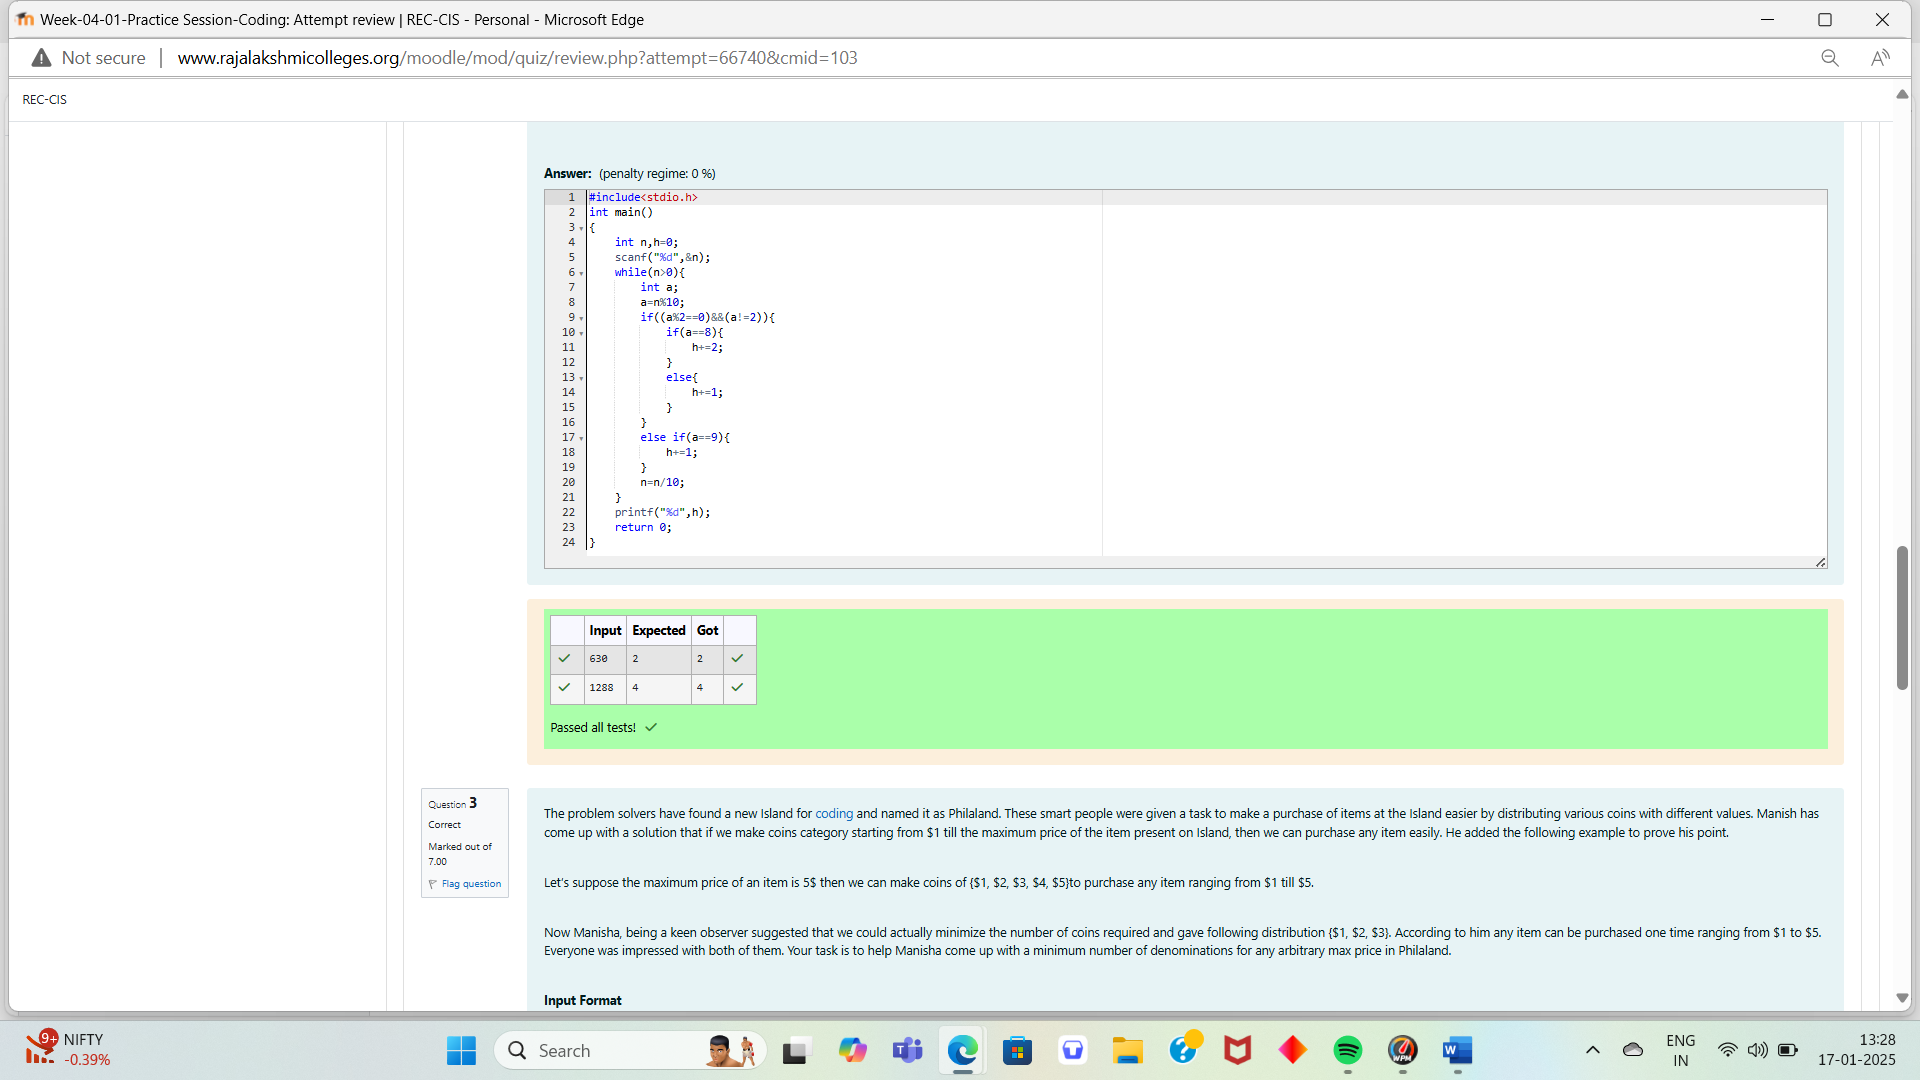 Week-04-01-Practice Session-Coding: Attempt review | REC-CIS - Personal - Microsoft Edge
Not secure | www.rajalakshmicolleges.org/moodle/mod/quiz/review.php?attempt=66740&cmid=103
REC-CIS
Answer: (penalty regime: 0 %)
1 #include<stdio.h>
2 int main()
3 {
4 int n,h=0;
5 scanf("%d",&n);
6 while(n>0){
7 int a;
8 a=n%10;
9 if((a%2==0)&&(a!=2)){
10 if(a==8){
11 h+=2;
12 }
13 else{
14 h+=1;
15 }
16 }
17 else if(a==9){
18 h+=1;
19 }
20 n=n/10;
21 }
22 printf("%d",h);
23 return 0;
24 }
Input Expected Got
630 2 2
1288 4 4
Passed all tests!
Question 3
Correct
Marked out of
7.00
Flag question
The problem solvers have found a new Island for coding and named it as Philaland. These smart people were given a task to make a purchase of items at the Island easier by distributing various coins with different values. Manish has
come up with a solution that if we make coins category starting from $1 till the maximum price of the item present on Island, then we can purchase any item easily. He added the following example to prove his point.
Let's suppose the maximum price of an item is 5$ then we can make coins of {$1, $2, $3, $4, $5}to purchase any item ranging from $1 till $5.
Now Manisha, being a keen observer suggested that we could actually minimize the number of coins required and gave following distribution {$1, $2, $3}. According to him any item can be purchased one time ranging from $1 to $5.
Everyone was impressed with both of them. Your task is to help Manisha come up with a minimum number of denominations for any arbitrary max price in Philaland.
Input Format
9+ NIFTY
-0.39%
Search
WPM
ENG
IN
13:28
17-01-2025